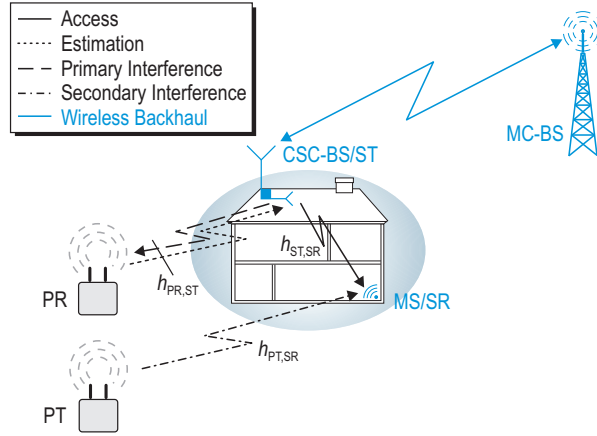 Access
Estimation
Primary Interference
Secondary Interference
Wireless Backhaul
MC-BS
CSC-BS/ST
hST,SR
hPR,ST
PR
MS/SR
hPT,SR
PT